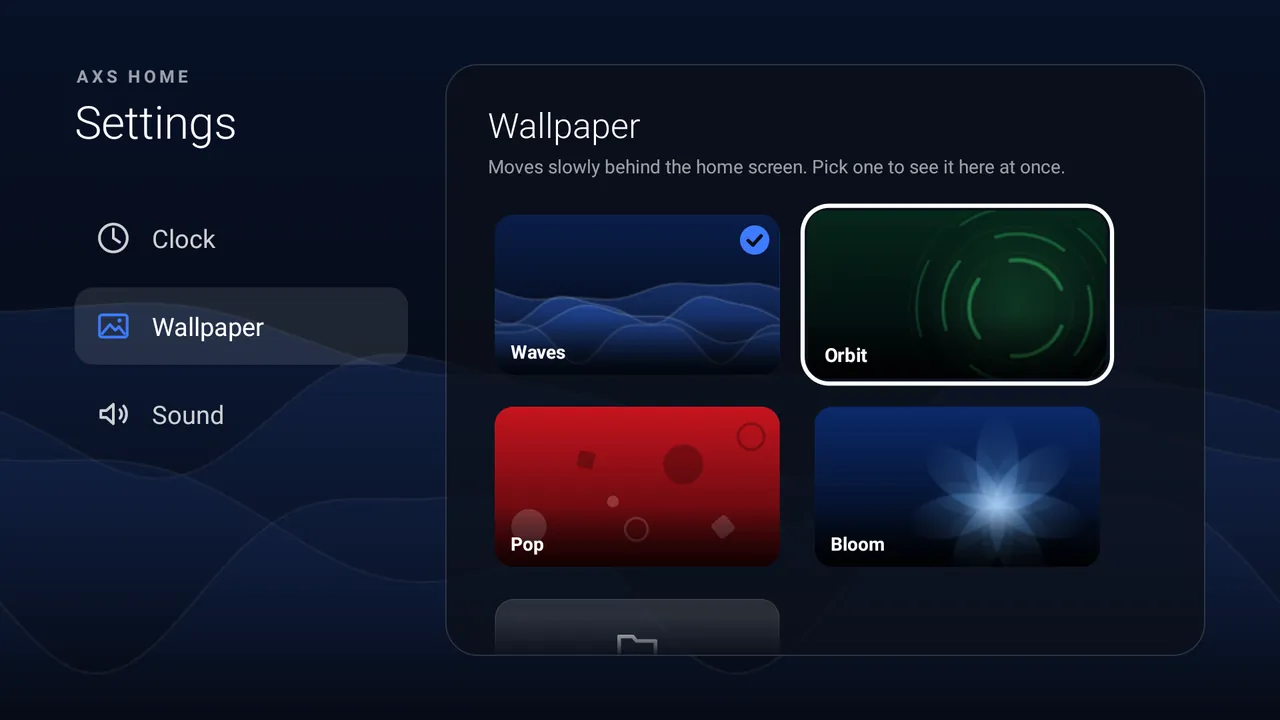 AXS HOME
Settings
Clock
Wallpaper
Sound
Wallpaper
Moves slowly behind the home screen. Pick one to see it here at once.
Waves
Orbit
Pop
Bloom